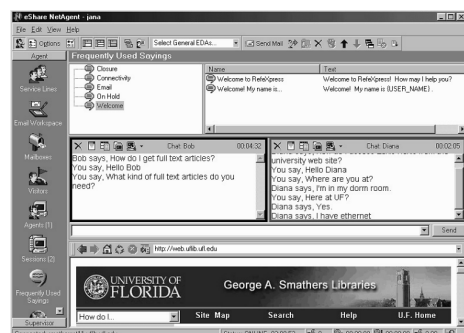 eShare NetAgent - jana
File Edit View Help
Options
Select General EDAs...
Send Mail
Agent
Frequently Used Sayings
Service Lines
Email Workspace
Mailboxes
Visitors
Agents (1)
Sessions (2)
Frequently Used Sayings
Supervisor
Closure
Connectivity
Email
On Hold
Welcome
Name Text
Welcome to RefeXpress Welcome to RefeXpress! How may I help you?
Welcome! My name is... Welcome! My name is {USER_NAME}.
Chat: Bob 00:04:32
Bob says, How do I get full text articles?
You say, Hello Bob
You say, What kind of full text articles do you
need?
Chat: Diana 00:02:05
university web site?
You say, Hello Diana
You say, Where are you at?
Diana says, I'm in my dorm room.
You say, Here at UF?
Diana says, Yes.
Diana says, I have ethernet
Send
http://web.uflib.ufl.edu
UNIVERSITY OF
FLORIDA
George A. Smathers Libraries
How do I...
Site Map Search Help U.F. Home